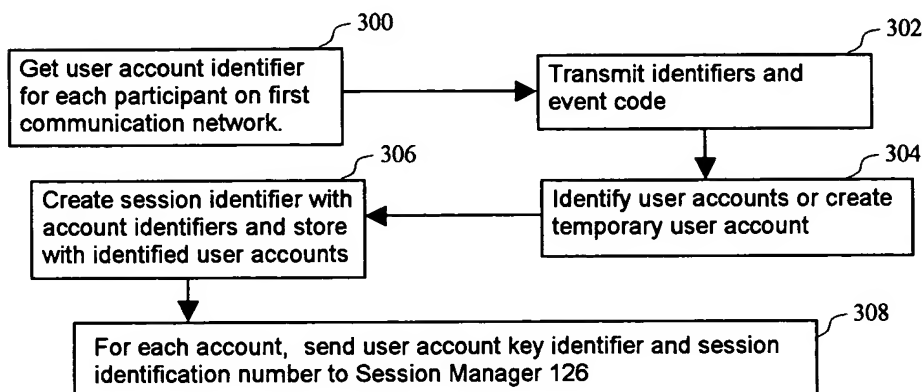 300
Get user account identifier
for each participant on first
communication network.
302
Transmit identifiers and
event code
304
Identify user accounts or create
temporary user account
306
Create session identifier with
account identifiers and store
with identified user accounts
308
For each account, send user account key identifier and session
identification number to Session Manager 126